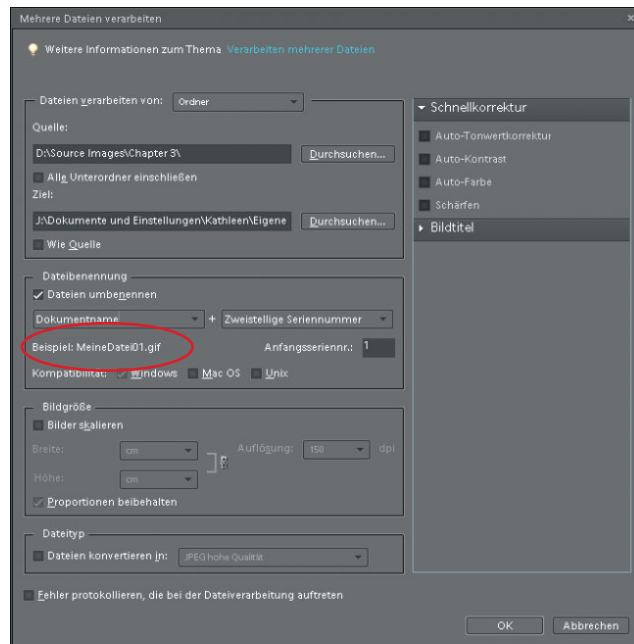 Mehrere Dateien verarbeiten
Weitere Informationen zum Thema Verarbeiten mehrerer Dateien
Dateien verarbeiten von: Ordner
Quelle:
D:\Source Images\Chapter 3\ Durchsuchen...
Alle Unterordner einschließen
Ziel:
J:\Dokumente und Einstellungen\Kathleen\Eigene Durchsuchen...
Wie Quelle
Dateibenennung
Dateien umbenennen
Dokumentname + Zweistellige Seriennummer
Beispiel: MeineDatei01.gif Anfangsseriennr.: 1
Kompatibilität: Windows Mac OS Unix
Bildgröße
Bilder skalieren
Breite: cm Auflösung: 150 dpi
Höhe: cm
Proportionen beibehalten
Dateityp
Dateien konvertieren in: JPEG hohe Qualität
Fehler protokollieren, die bei der Dateiverarbeitung auftreten
Schnellkorrektur
Auto-Tonwertkorrektur
Auto-Kontrast
Auto-Farbe
Schärfen
Bildtitel
OK Abbrechen